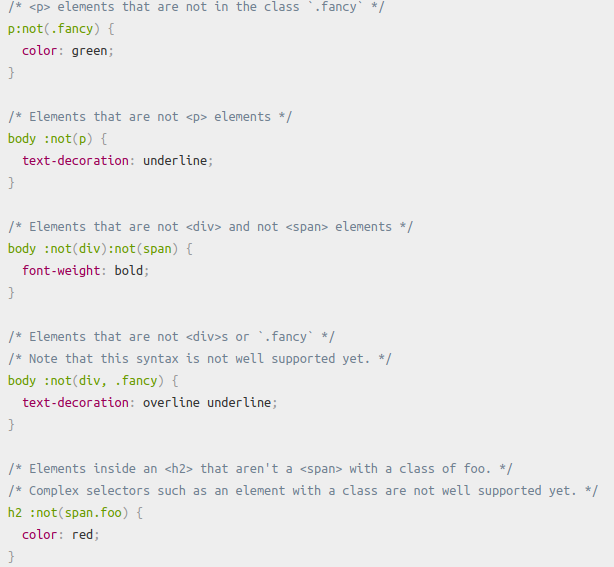 /* <p> elements that are not in the class `.fancy` */
p:not(.fancy) {
  color: green;
}

/* Elements that are not <p> elements */
body :not(p) {
  text-decoration: underline;
}

/* Elements that are not <div> and not <span> elements */
body :not(div):not(span) {
  font-weight: bold;
}

/* Elements that are not <div>s or `.fancy` */
/* Note that this syntax is not well supported yet. */
body :not(div, .fancy) {
  text-decoration: overline underline;
}

/* Elements inside an <h2> that aren't a <span> with a class of foo. */
/* Complex selectors such as an element with a class are not well supported yet. */
h2 :not(span.foo) {
  color: red;
}